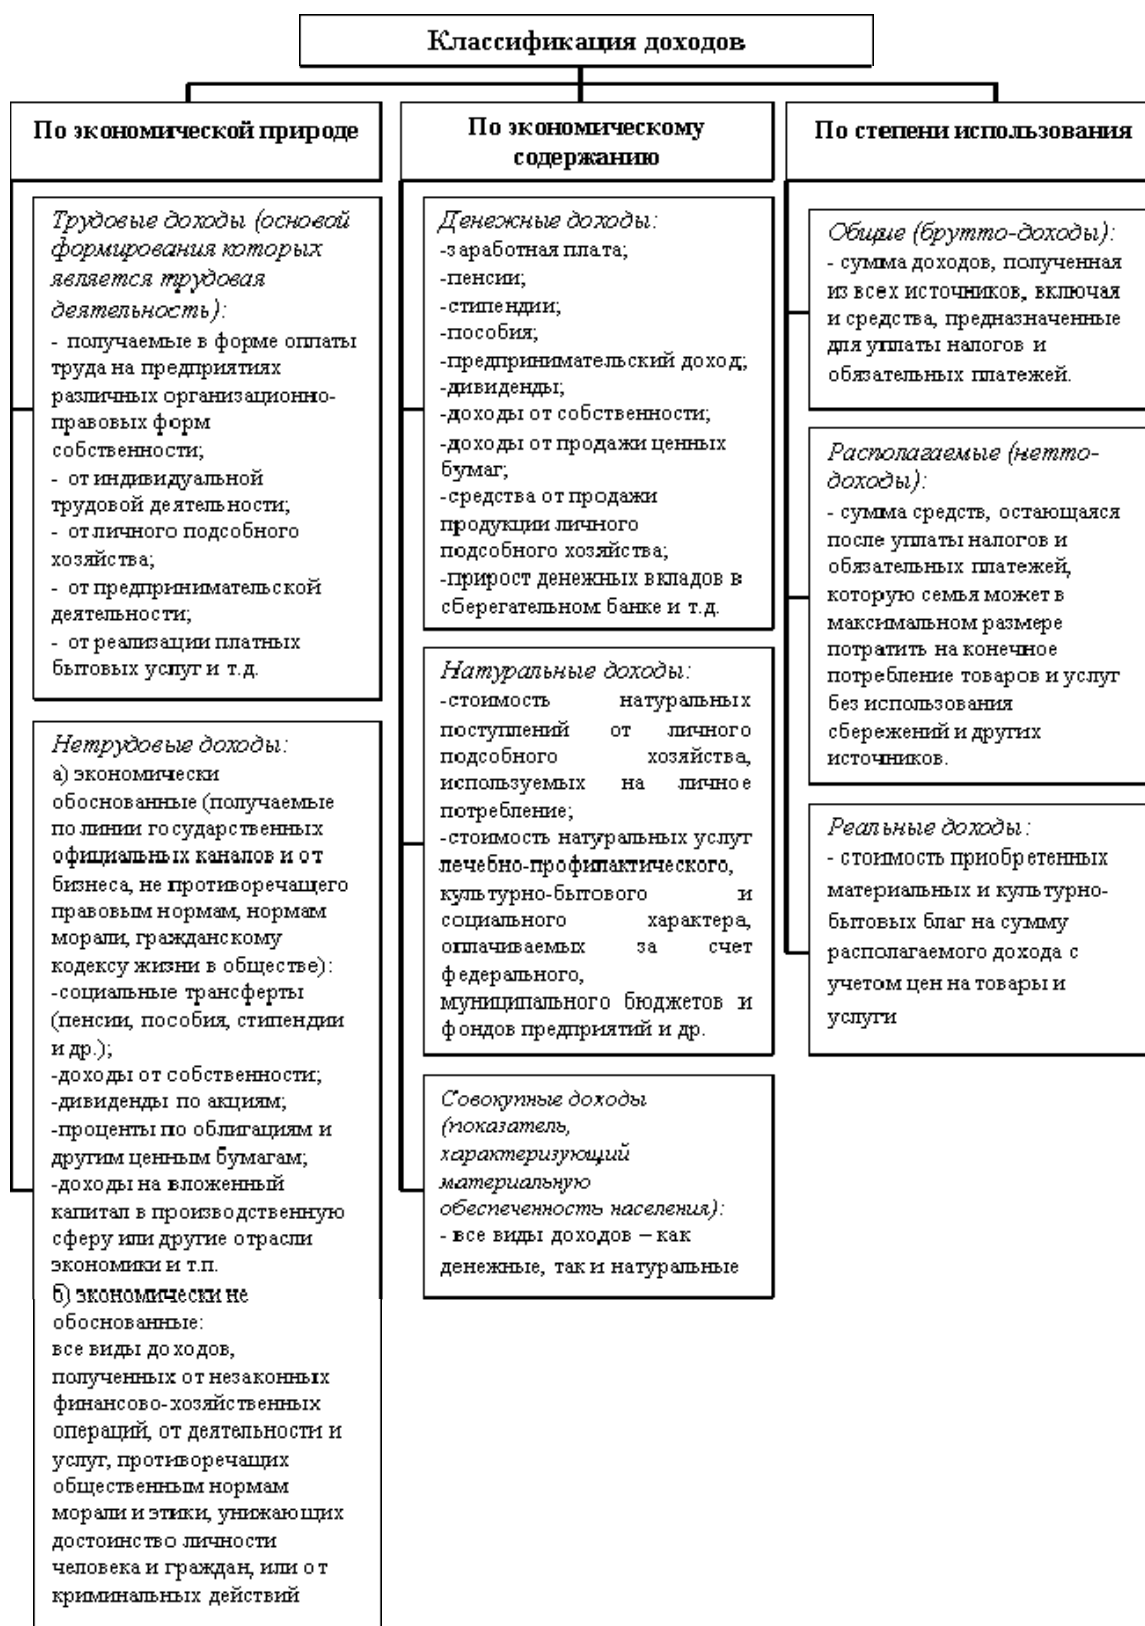 Классификация доходов
По экономической природе
Трудовые доходы (основой
формирования которых
является трудовая
деятельность):
- получаемые в форме оплаты
труда на предприятиях
различных организационно-
правовых форм
собственности;
- от индивидуальной
трудовой деятельности;
- от личного подсобного
хозяйства;
- от предпринимательской
деятельности;
- от реализации платных
бытовых услуг и т.д.
Нетрудовые доходы:
а) экономически
обоснованные (получаемые
по линии государственных
официальных каналов и от
бизнеса, не противоречащего
правовым нормам, нормам
морали, гражданскому
кодексу жизни в обществе):
-социальные трансферты
(пенсии, пособия, стипендии
и др.);
-доходы от собственности;
-дивиденды по акциям;
-проценты по облигациям и
другим ценным бумагам;
-доходы на вложенный
капитал в производственную
сферу или другие отрасли
экономики и т.п.
б) экономически не
обоснованные:
все виды доходов,
полученных от незаконных
финансово-хозяйственных
операций, от деятельности и
услуг, противоречащих
общественным нормам
морали и этики, унижающих
достоинство личности
человека и граждан, или от
криминальных действий
По экономическому
содержанию
Денежные доходы:
-заработная плата;
-пенсии;
-стипендии;
-пособия;
-предпринимательский доход;
-дивиденды;
-доходы от собственности;
-доходы от продажи ценных
бумаг;
-средства от продажи
продукции личного
подсобного хозяйства;
-прирост денежных вкладов в
сберегательном банке и т.д.
Натуральные доходы:
-стоимость натуральных
поступлений от личного
подсобного хозяйства,
используемых на личное
потребление;
-стоимость натуральных услуг
лечебно-профилактического,
культурно-бытового и
социального характера,
оплачиваемых за счет
федерального,
муниципального бюджетов и
фондов предприятий и др.
Совокупные доходы
(показатель,
характеризующий
материальную
обеспеченность населения):
- все виды доходов – как
денежные, так и натуральные
По степени использования
Общие (брутто-доходы):
- сумма доходов, полученная
из всех источников, включая
и средства, предназначенные
для уплаты налогов и
обязательных платежей.
Располагаемые (нетто-
доходы):
- сумма средств, остающаяся
после уплаты налогов и
обязательных платежей,
которую семья может в
максимальном размере
потратить на конечное
потребление товаров и услуг
без использования
сбережений и других
источников.
Реальные доходы:
- стоимость приобретенных
материальных и культурно-
бытовых благ на сумму
располагаемого дохода с
учетом цен на товары и
услуги